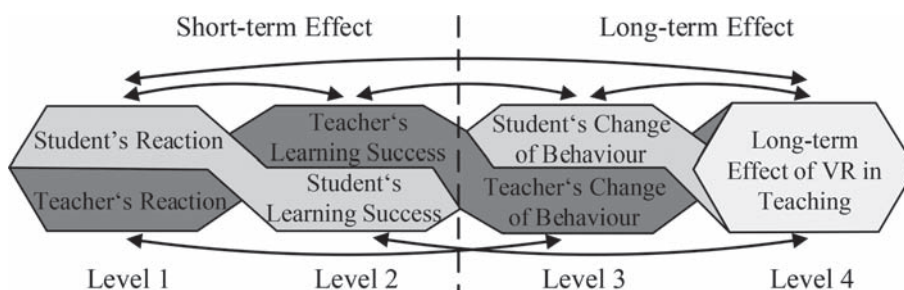 Short-term Effect
Long-term Effect
Student's Reaction
Teacher's Reaction
Teacher‘s
Learning Success
Student's
Learning Success
Student‘s Change
of Behaviour
Teacher‘s Change
of Behaviour
Long-term
Effect of VR in
Teaching
Level 1
Level 2
Level 3
Level 4